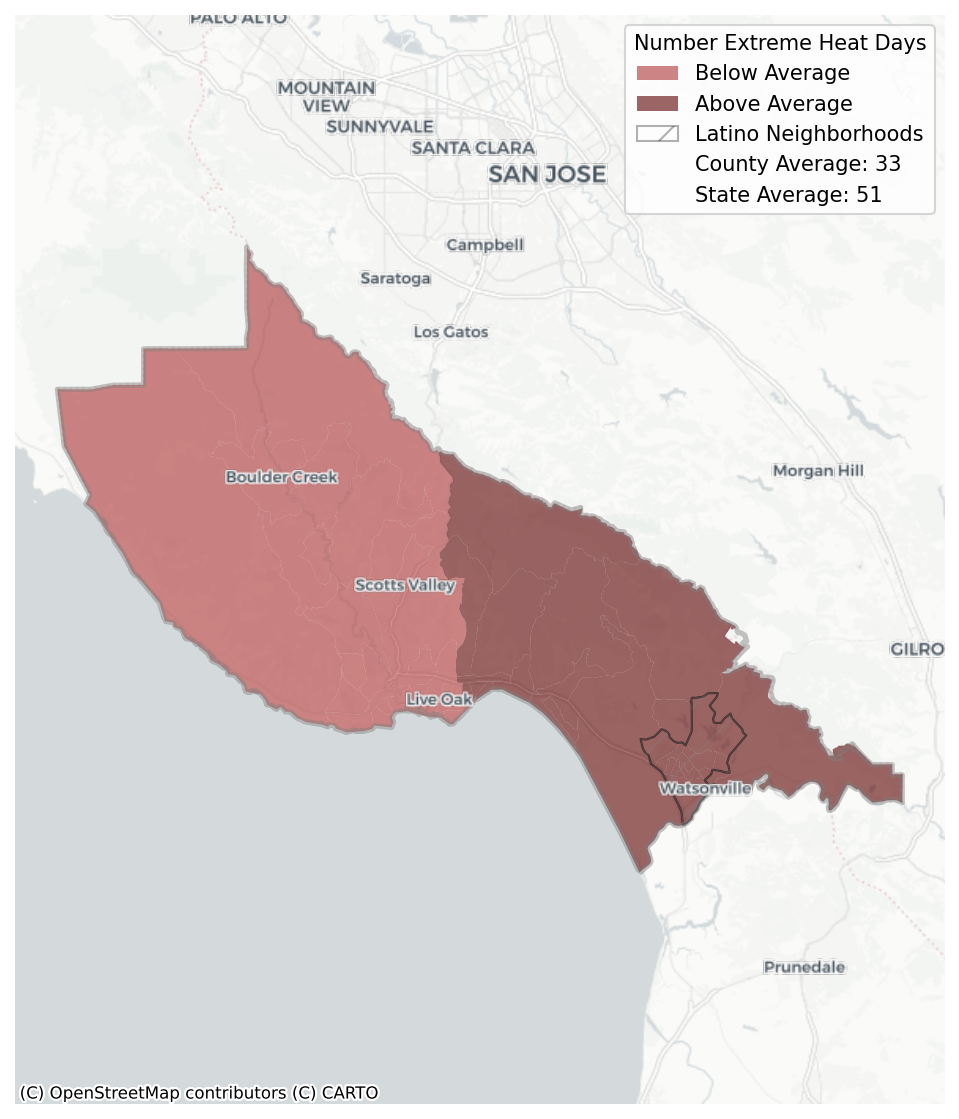 PALO ALTO
Number Extreme Heat Days
Below Average
Above Average
Latino Neighborhoods
County Average: 33
State Average: 51
MOUNTAIN
VIEW
SUNNYVALE
SANTA CLARA
SAN JOSE
Campbell
Saratoga
Los Gatos
Morgan Hill
Boulder Creek
Scotts Valley
GILRO
Live Oak
Watsonville
Prunedale
(C) OpenStreetMap contributors (C) CARTO